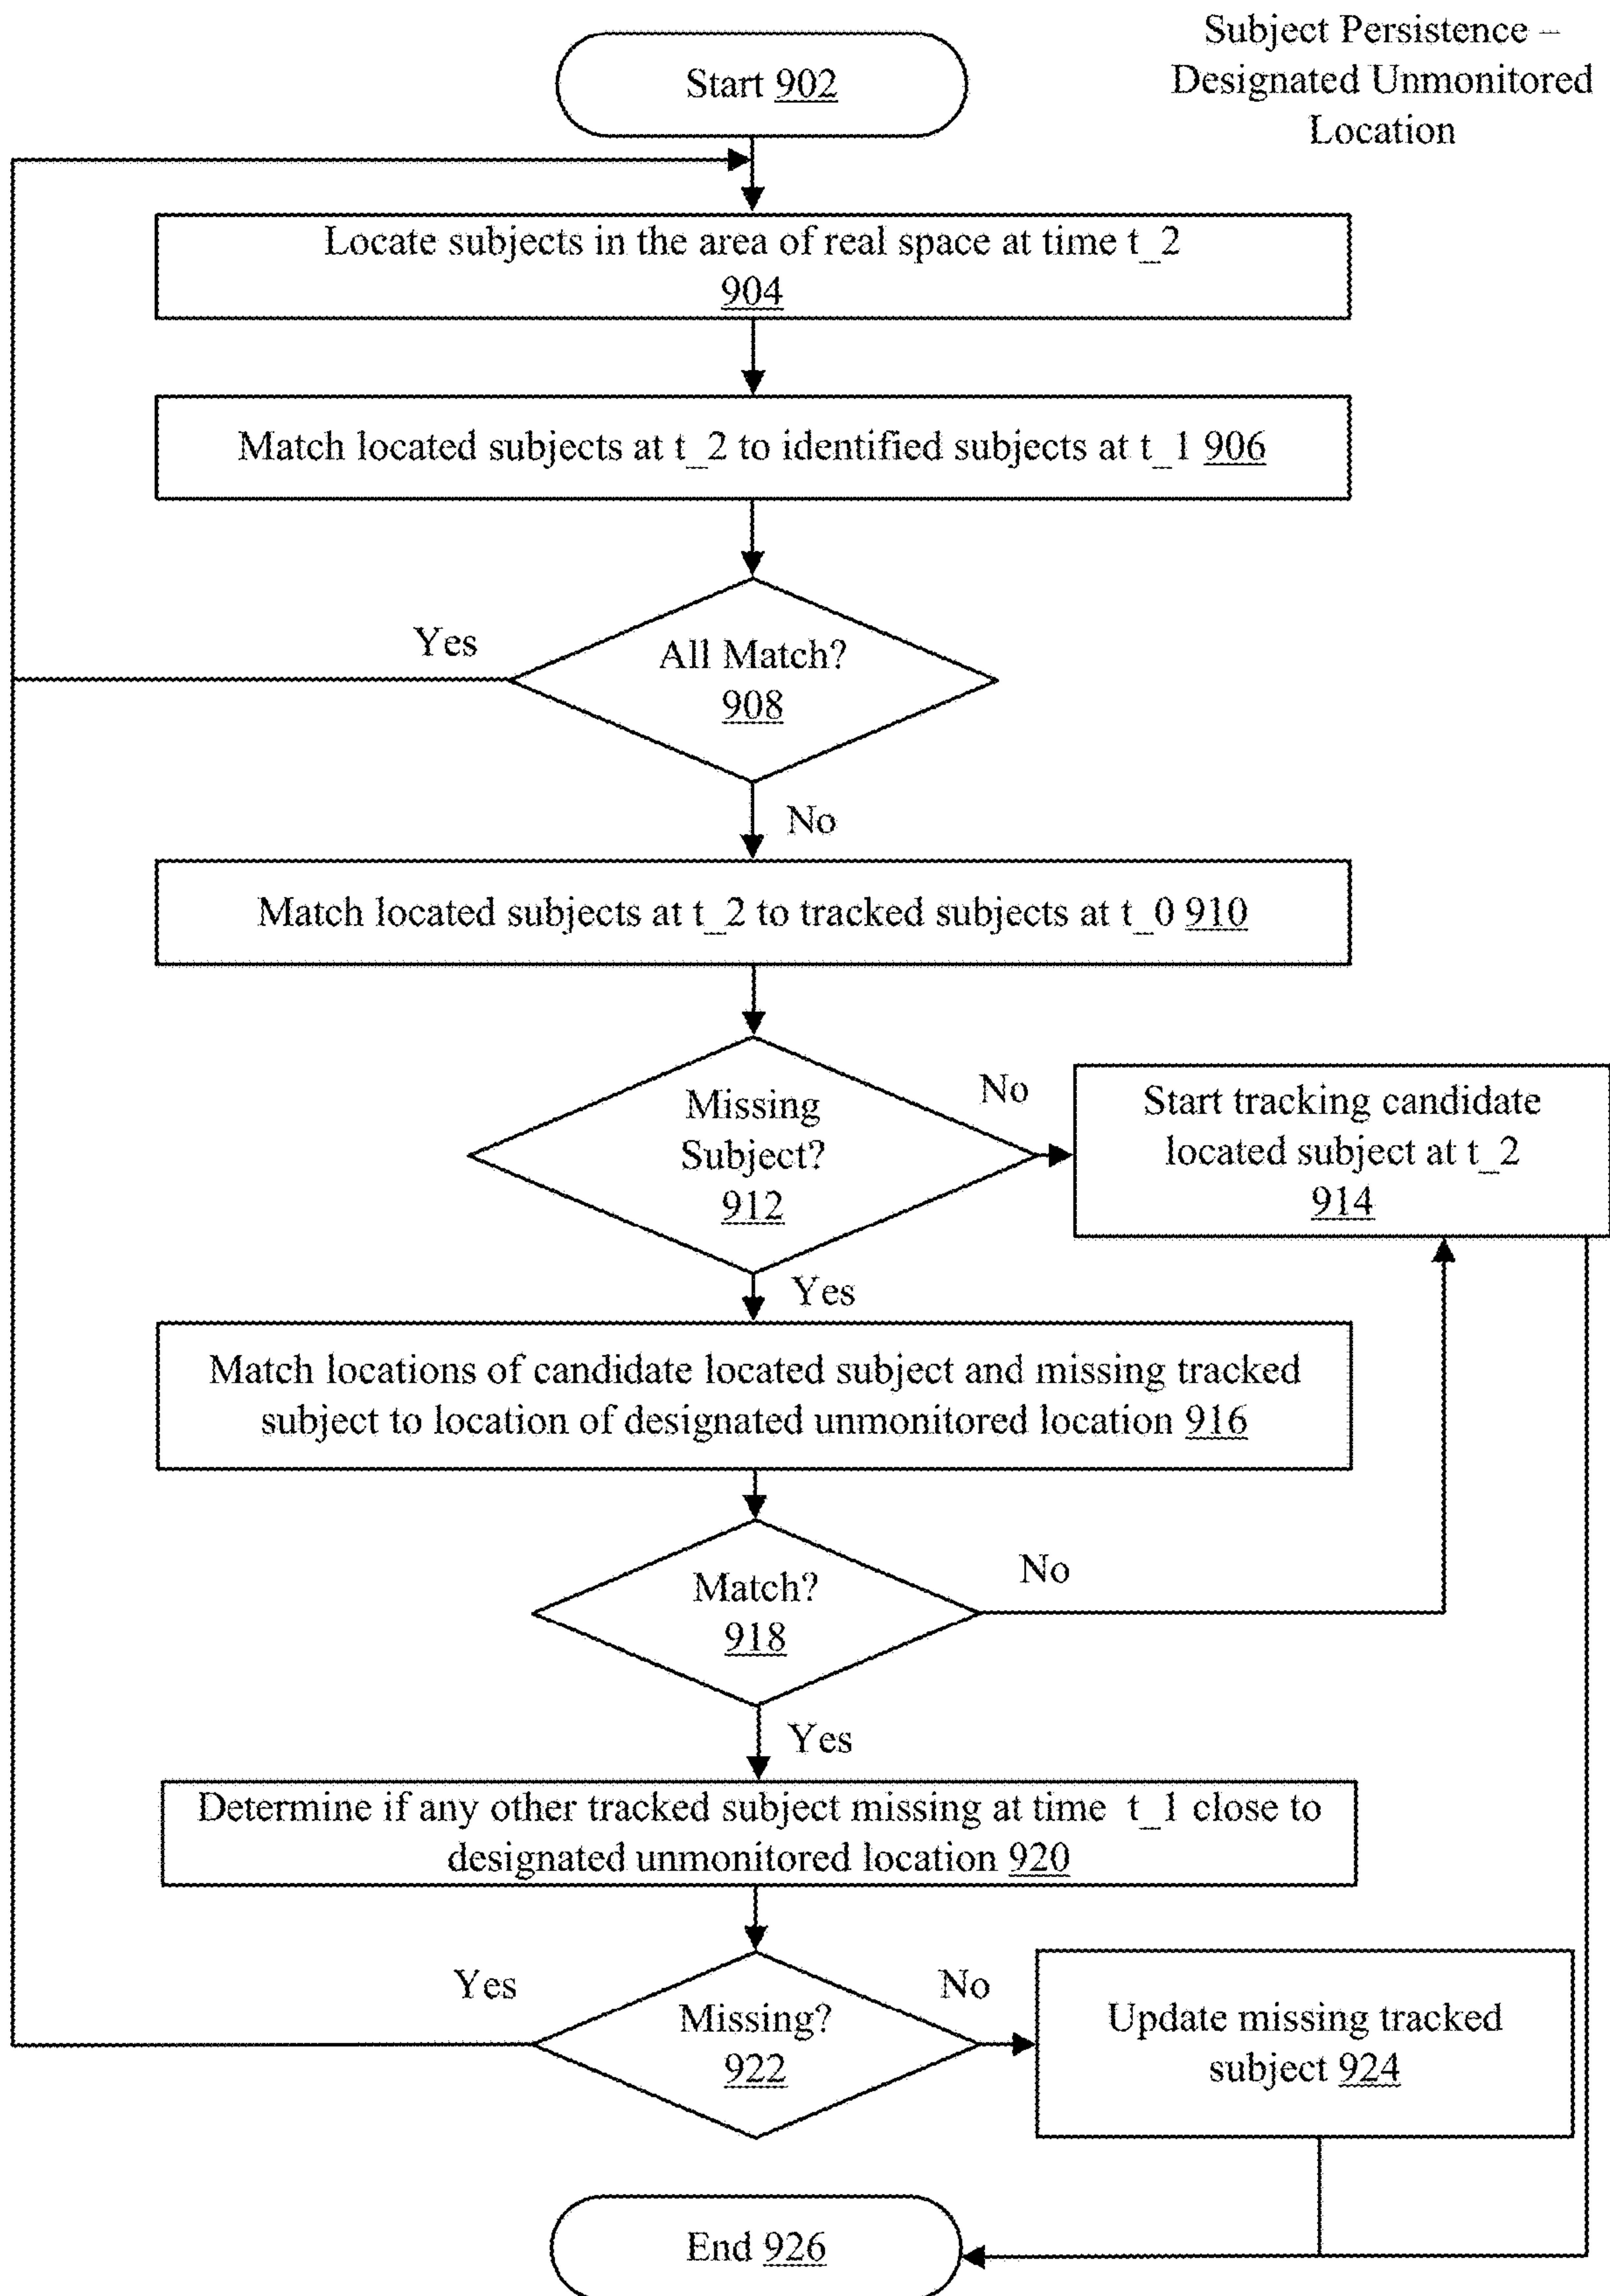 Subject Persistence –
Designated Unmonitored
Location
Start 902
Locate subjects in the area of real space at time t_2
904
Match located subjects at t_2 to identified subjects at t_1 906
Yes
All Match?
908
No
Match located subjects at t_2 to tracked subjects at t_0 910
Missing
Subject?
912
No
Start tracking candidate
located subject at t_2
914
Yes
Match locations of candidate located subject and missing tracked
subject to location of designated unmonitored location 916
Match?
918
No
Yes
Determine if any other tracked subject missing at time t_1 close to
designated unmonitored location 920
Yes
Missing?
922
No
Update missing tracked
subject 924
End 926